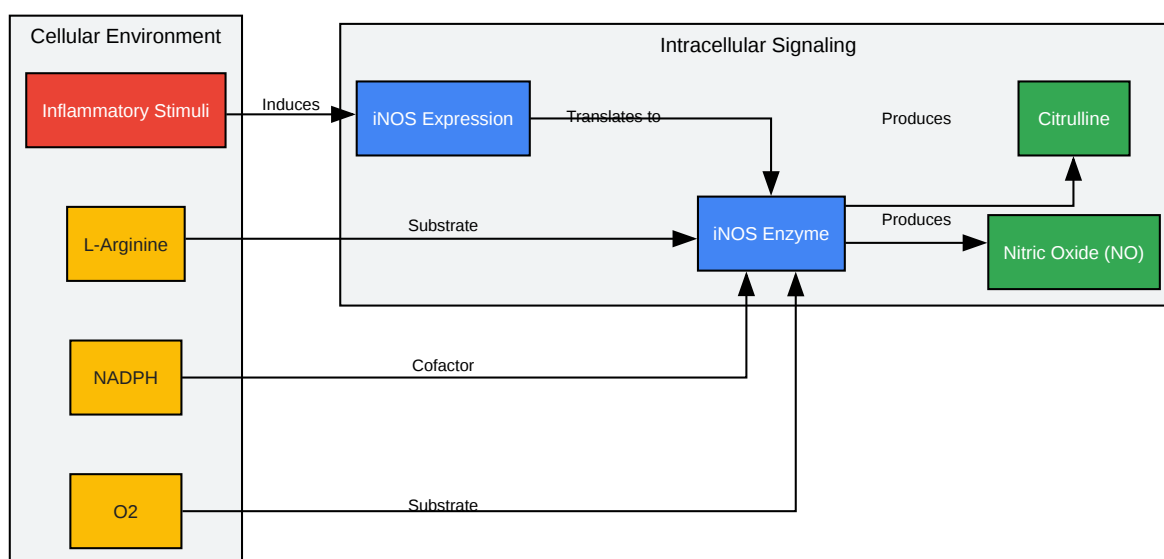 Cellular Environment
Intracellular Signaling
Inflammatory Stimuli
Induces
iNOS Expression
Translates to
Produces
Citrulline
L-Arginine
Substrate
iNOS Enzyme
Produces
Nitric Oxide (NO)
NADPH
Cofactor
O2
Substrate